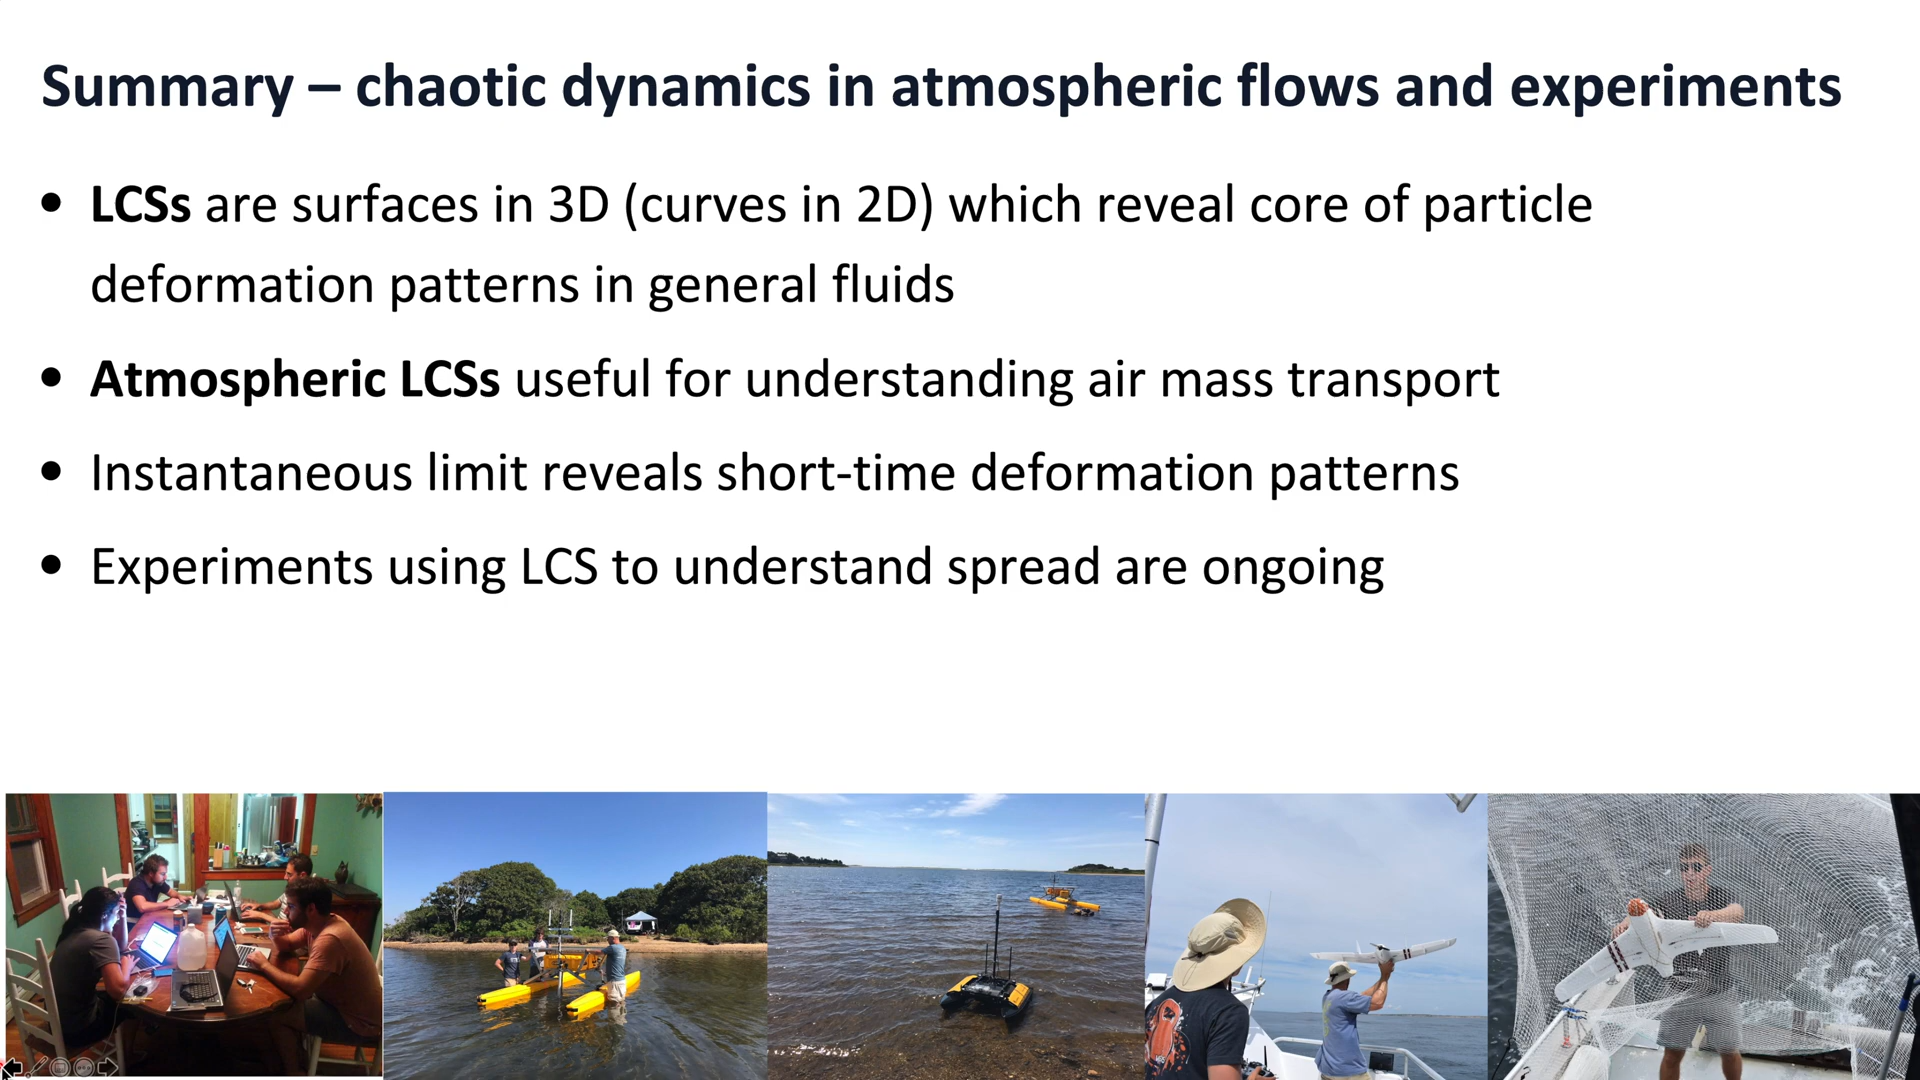 Summary – chaotic dynamics in atmospheric flows and experiments
• LCSs are surfaces in 3D (curves in 2D) which reveal core of particle
deformation patterns in general fluids
• Atmospheric LCSs useful for understanding air mass transport
• Instantaneous limit reveals short-time deformation patterns
• Experiments using LCS to understand spread are ongoing